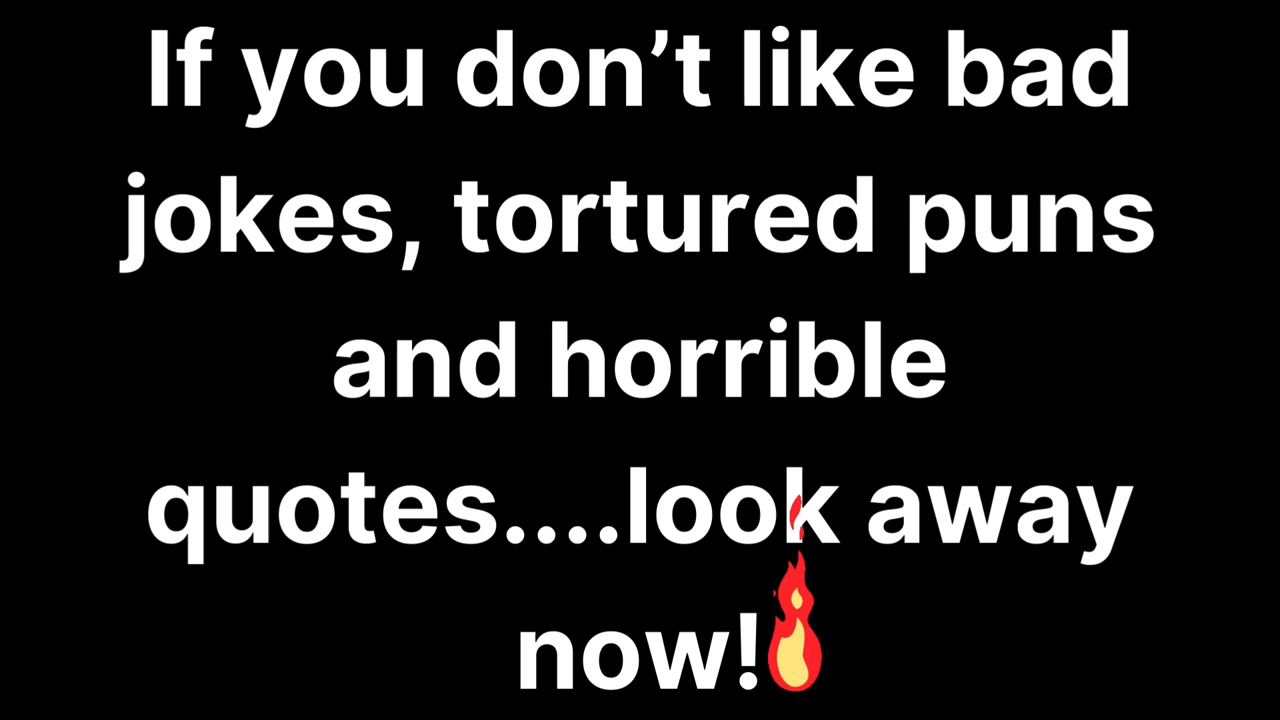 If you don’t like bad
jokes, tortured puns
and horrible
quotes....look away
now!